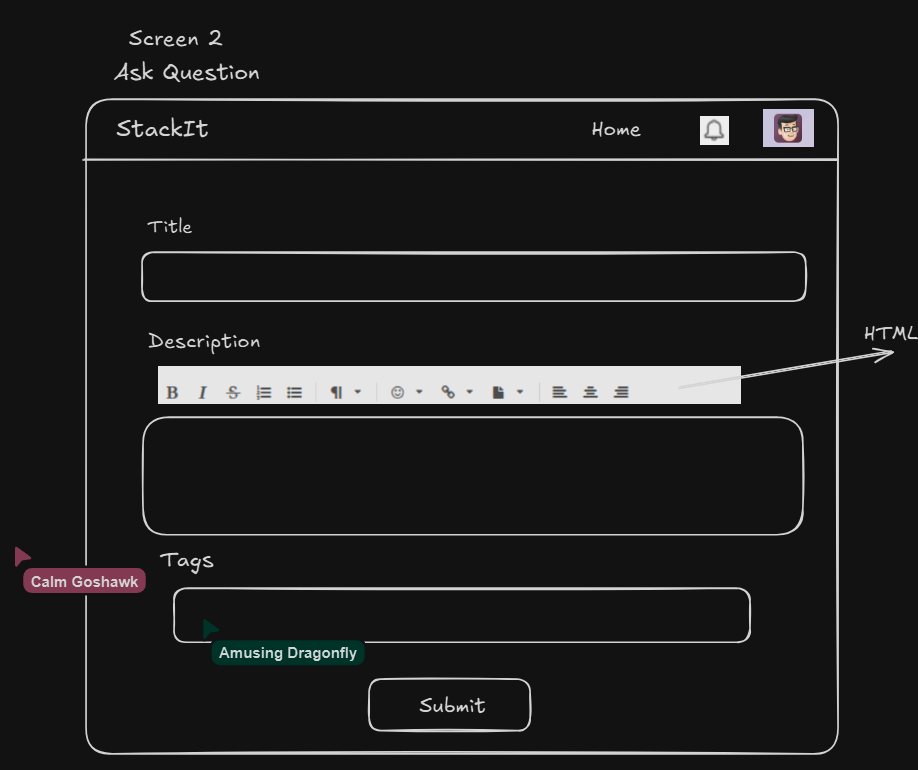 Screen 2
Ask Question
StackIt
Home
Title
Description
HTML
B I S
Tags
Calm Goshawk
Amusing Dragonfly
Submit